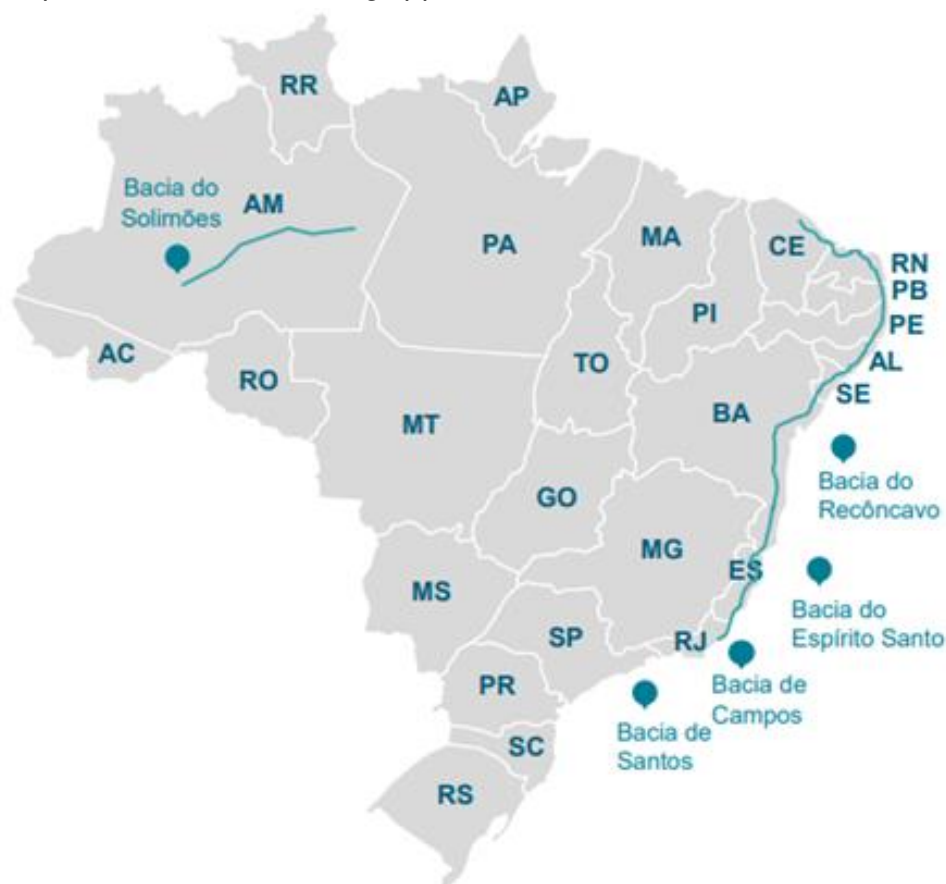 RR
AP
Bacia do
Solimões
AM
PA
MA
CE
RN
PB
PI
PE
AC
RO
TO
AL
SE
MT
BA
Bacia do
Recôncavo
GO
MG
ES
MS
Bacia do
Espírito Santo
SP
RJ
PR
Bacia de
Campos
Bacia de
Santos
SC
RS